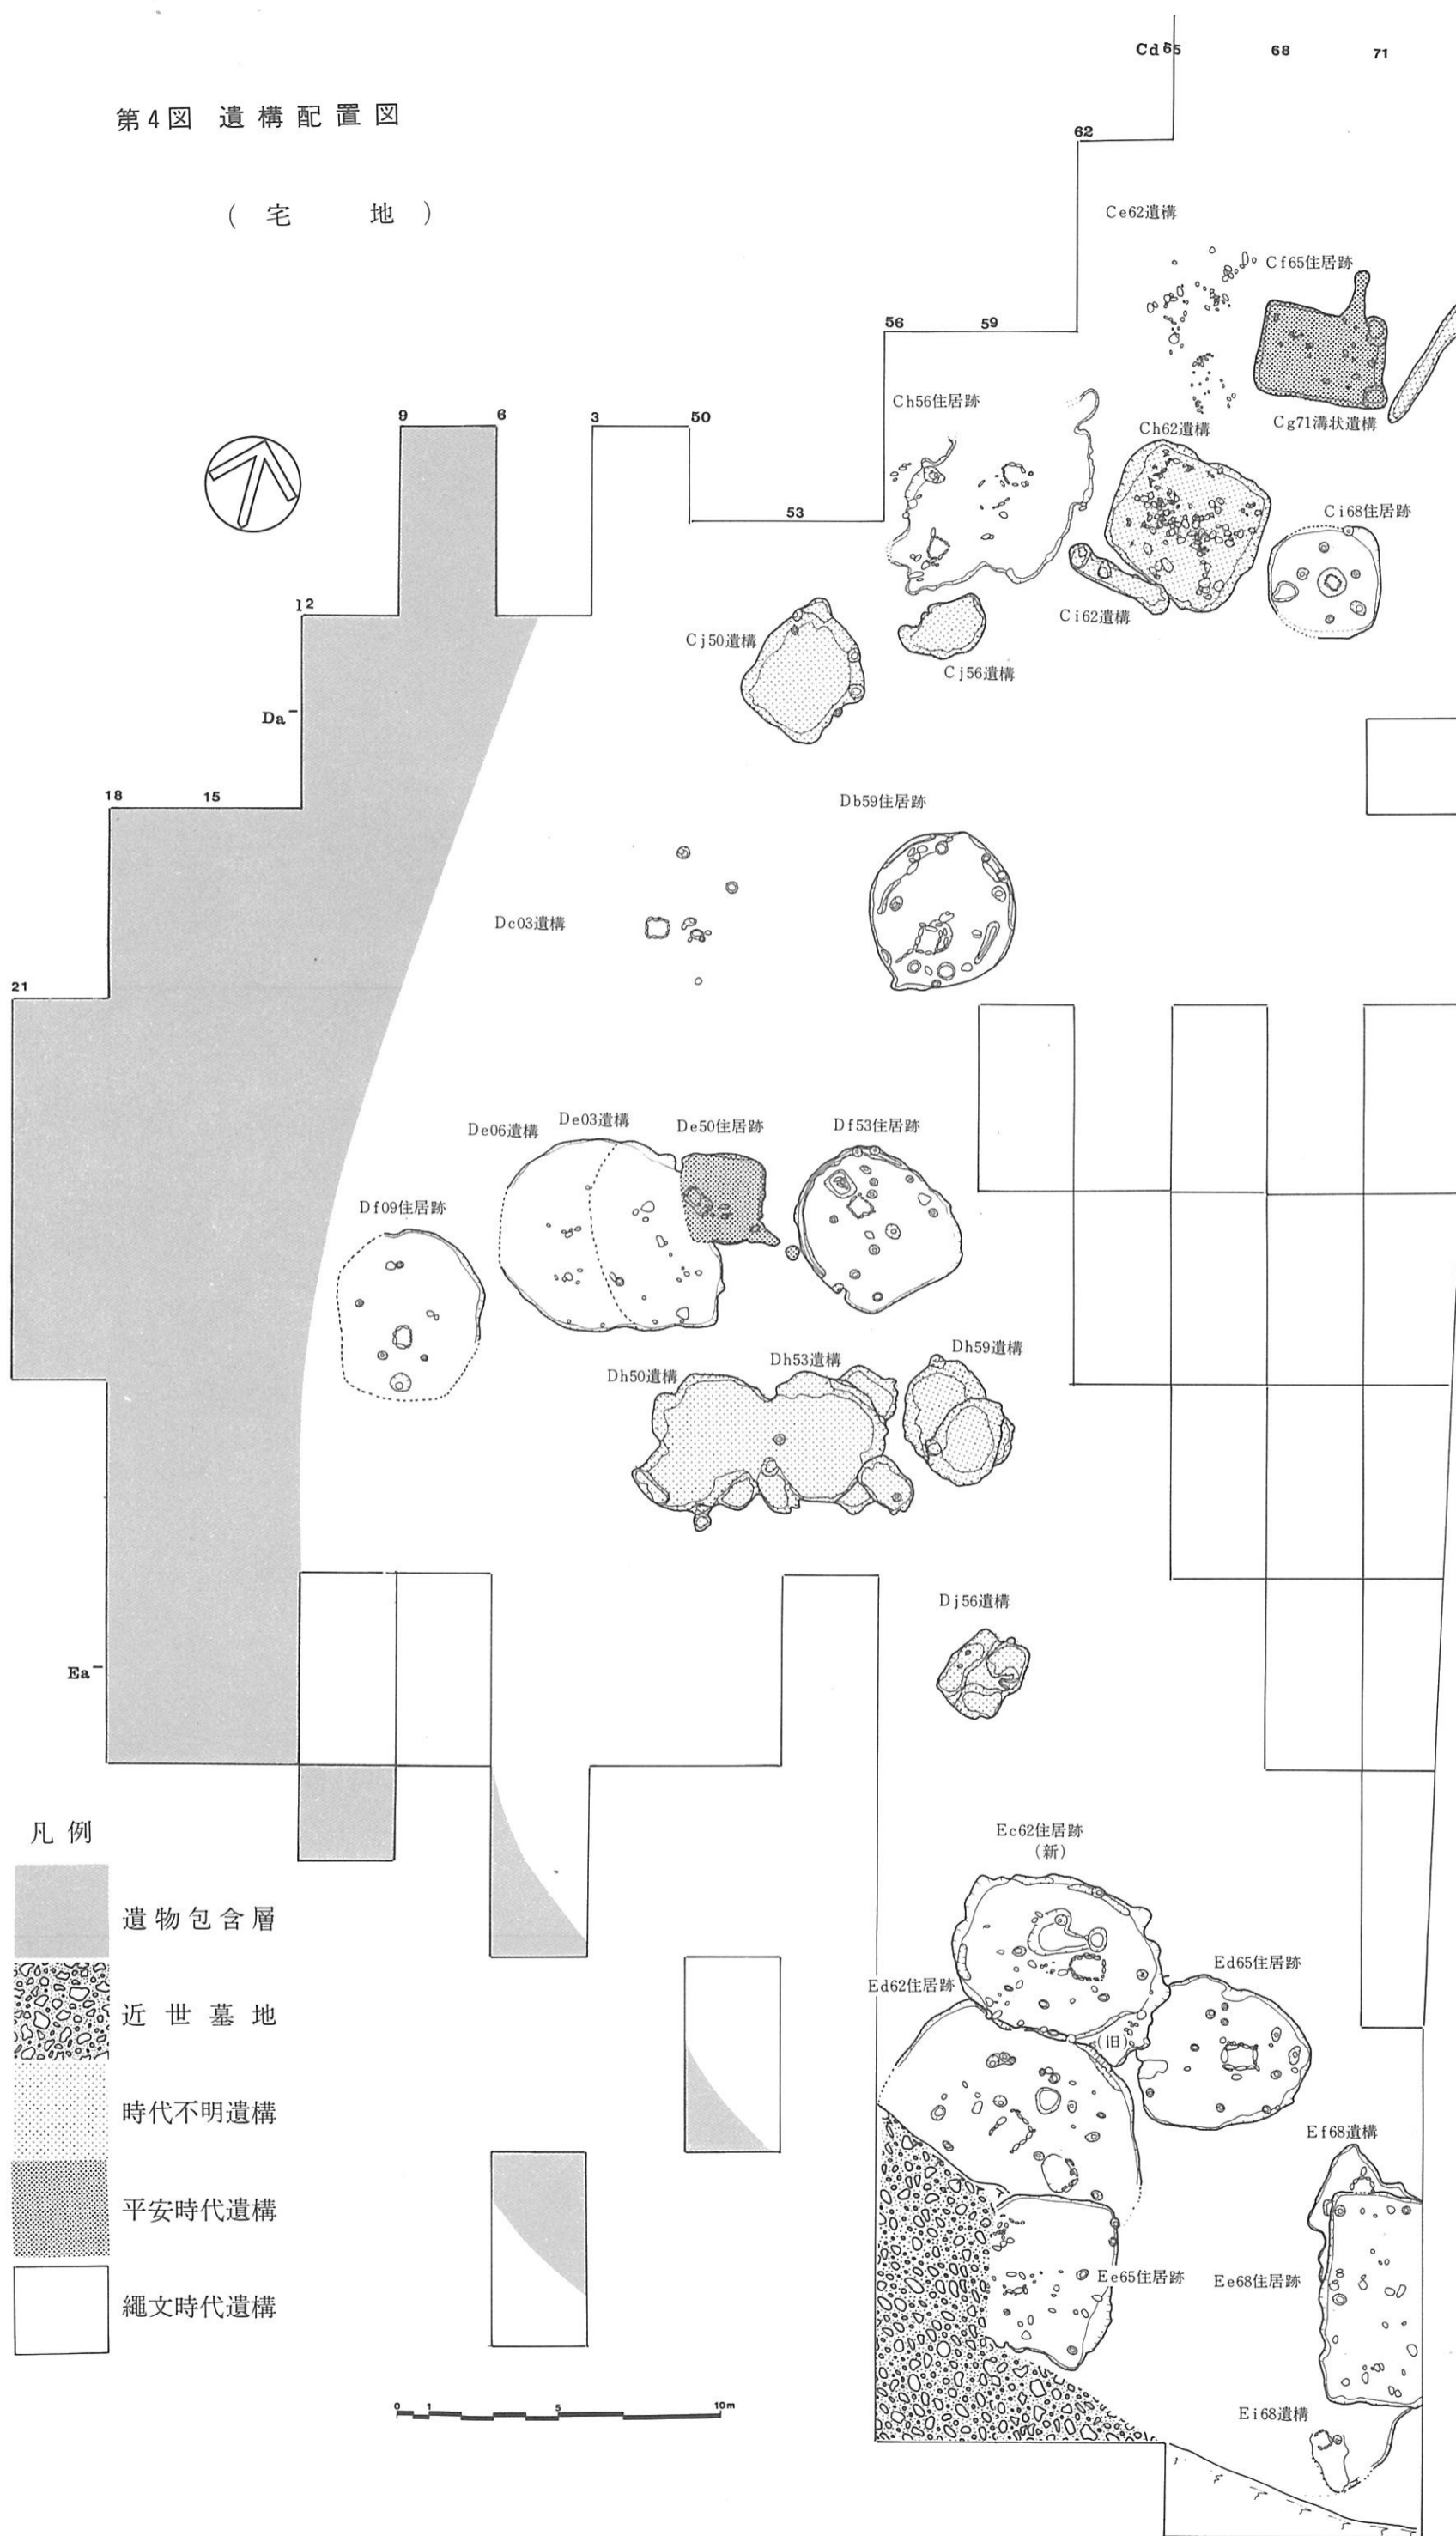 第4図 遺構配置図
(宅 地)
Cd65 68 71
62
Ce62遺構
Cf65住居跡
56 59
Ch56住居跡
9 6 3 50
Ch62遺構
Cg71溝状遺構
53
Ci68住居跡
12
Ci62遺構
Cj50遺構
Cj56遺構
Da
18 15
Db59住居跡
Dc03遺構
21
De06遺構
De03遺構
De50住居跡
Df53住居跡
Df09住居跡
Dh50遺構
Dh53遺構
Dh59遺構
Dj56遺構
Ea
凡例
遺物包含層
近世墓地
時代不明遺構
平安時代遺構
縄文時代遺構
Ec62住居跡
(新)
Ed62住居跡
Ed65住居跡
(旧)
Ef68遺構
Ee65住居跡
Ee68住居跡
Ei68遺構
0 1 5 10m